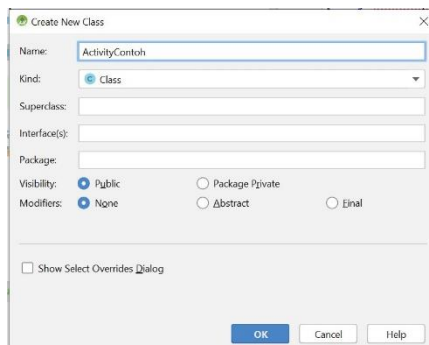 Create New Class
Name: ActivityContoh
Kind: Class
Superclass:
Interface(s):
Package:
Visibility: Public Package Private
Modifiers: None Abstract Final
Show Select Overrides Dialog
OK Cancel Help